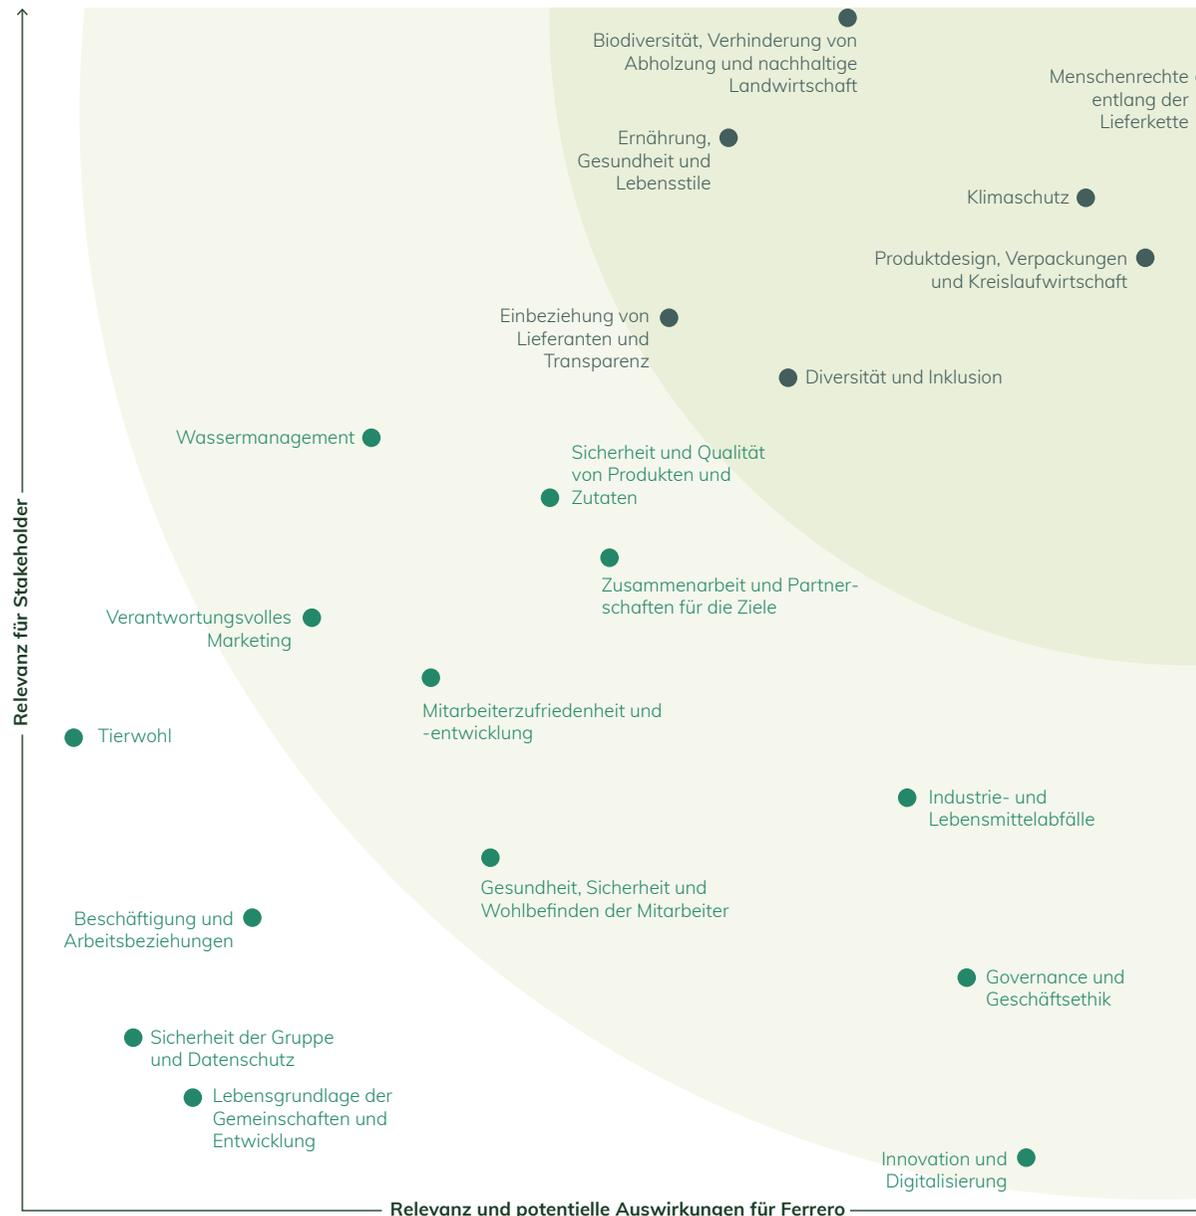 Biodiversität, Verhinderung von
Abholzung und nachhaltige
Landwirtschaft
Menschenrechte
entlang der
Lieferkette
Ernährung,
Gesundheit und
Lebensstile
Klimaschutz
Produktdesign, Verpackungen
und Kreislaufwirtschaft
Einbeziehung von
Lieferanten und
Transparenz
Diversität und Inklusion
Wassermanagement
Sicherheit und Qualität
von Produkten und
Zutaten
Zusammenarbeit und Partner-
schaften für die Ziele
Verantwortungsvolles
Marketing
Mitarbeiterzufriedenheit und
-entwicklung
Tierwohl
Industrie- und
Lebensmittelabfälle
Gesundheit, Sicherheit und
Wohlbefinden der Mitarbeiter
Beschäftigung und
Arbeitsbeziehungen
Governance und
Geschäftsethik
Sicherheit der Gruppe
und Datenschutz
Lebensgrundlage der
Gemeinschaften und
Entwicklung
Innovation und
Digitalisierung
Relevanz für Stakeholder
Relevanz und potentielle Auswirkungen für Ferrero